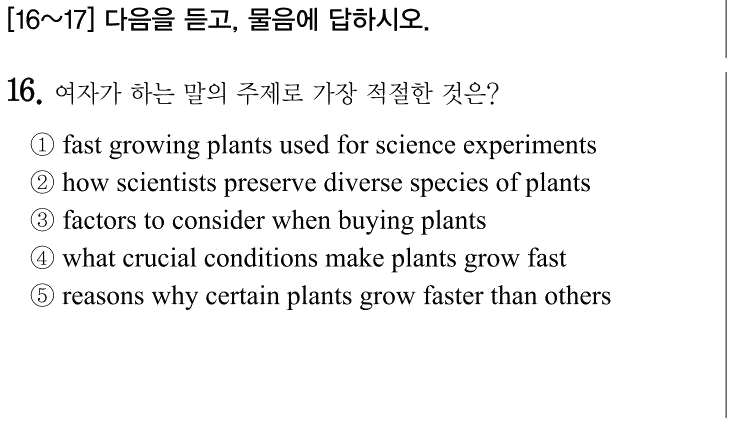 [16～17] 다음을 듣고, 물음에 답하시오.
16. 여자가 하는 말의 주제로 가장 적절한 것은?
① fast growing plants used for science experiments
② how scientists preserve diverse species of plants
③ factors to consider when buying plants
④ what crucial conditions make plants grow fast
⑤ reasons why certain plants grow faster than others